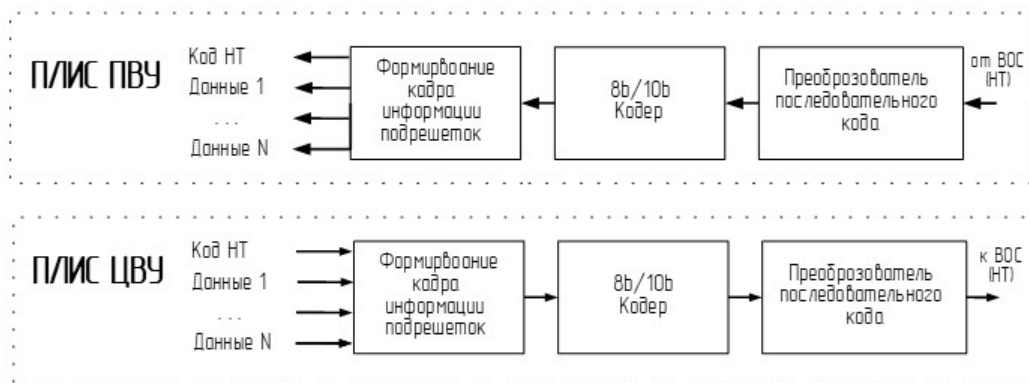 ПЛИС ПВУ
Код НТ
Данные 1
...
Данные N
Формирвоание
кадра
информации
подрешеток
8b/10b
Кодер
Преоброзователь
последовательного
кода
от ВОС
(НТ)
ПЛИС ЦВУ
Код НТ
Данные 1
...
Данные N
Формирвоание
кадра
информации
подрешеток
8b/10b
Кодер
Преоброзователь
последовательного
кода
к ВОС
(НТ)